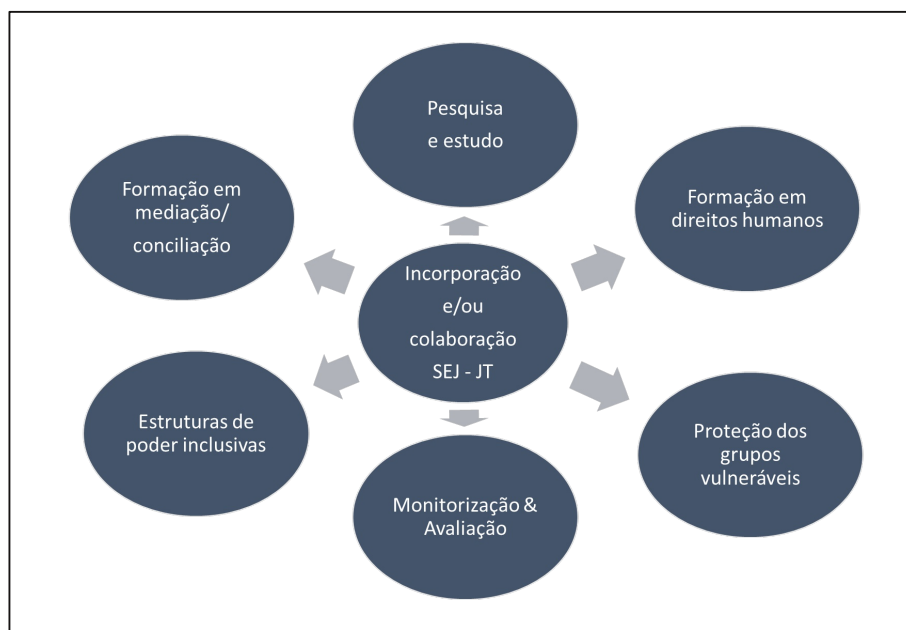 Pesquisa
e estudo
Formação em
mediação/
conciliação
Formação em
direitos humanos
Incorporação
e/ou
colaboração
SEJ - JT
Estruturas de
poder inclusivas
Proteção dos
grupos
vulneráveis
Monitorização &
Avaliação